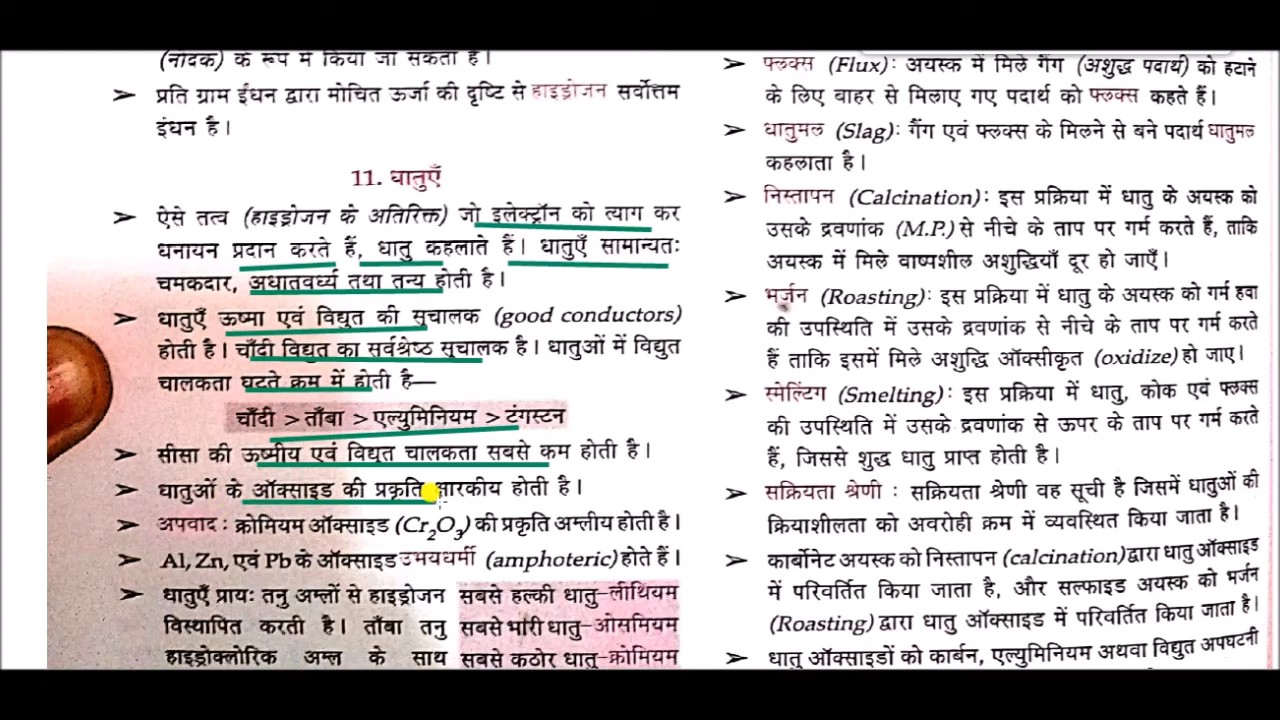 (नोदक) के रूप में किया जा सकता है।
➢ प्रति ग्राम ईंधन द्वारा मोचित ऊर्जा की दृष्टि से हाइड्रोजन सर्वोत्तम
इंधन है।
11. धातुएँ
➢ ऐसे तत्व (हाइड्रोजन के अतिरिक्त) जो इलेक्ट्रॉन को त्याग कर
धनायन प्रदान करते हैं, धातु कहलाते हैं। धातुएँ सामान्यतः
चमकदार, अघातवर्ध्य तथा तन्य होती है।
➢ धातुएँ ऊष्मा एवं विद्युत की सुचालक (good conductors)
होती है। चाँदी विद्युत का सर्वश्रेष्ठ सूचालक है। धातुओं में विद्युत
चालकता घटते क्रम में होती है—
चाँदी > ताँबा > एल्युमिनियम > टंगस्टन
➢ सीसा की ऊष्मीय एवं विद्युत चालकता सबसे कम होती है।
➢ धातुओं के ऑक्साइड की प्रकृति क्षारकीय होती है।
➢ अपवाद : क्रोमियम ऑक्साइड (Cr₂O₃) की प्रकृति अम्लीय होती है।
➢ Al, Zn, एवं Pb के ऑक्साइड उभयधर्मी (amphoteric) होते हैं।
➢ धातुएँ प्रायः तनु अम्लों से हाइड्रोजन
विस्थापित करती है। ताँबा तनु
हाइड्रोक्लोरिक अम्ल के साथ
सबसे हल्की धातु–लीथियम
सबसे भारी धातु–ओसमियम
सबसे कठोर धातु–क्रोमियम
➢ फ्लक्स (Flux): अयस्क में मिले गैंग (अशुद्ध पदार्थ) को हटाने
के लिए बाहर से मिलाए गए पदार्थ को फ्लक्स कहते हैं।
➢ धातुमल (Slag): गैंग एवं फ्लक्स के मिलने से बने पदार्थ धातुमल
कहलाता है।
➢ निस्तापन (Calcination): इस प्रक्रिया में धातु के अयस्क को
उसके द्रवणांक (M.P.) से नीचे के ताप पर गर्म करते हैं, ताकि
अयस्क में मिले वाष्पशील अशुद्धियाँ दूर हो जाएँ।
➢ भर्जन (Roasting): इस प्रक्रिया में धातु के अयस्क को गर्म हवा
की उपस्थिति में उसके द्रवणांक से नीचे के ताप पर गर्म करते
हैं ताकि इसमें मिले अशुद्धि ऑक्सीकृत (oxidize) हो जाए।
➢ स्मेल्टिंग (Smelting): इस प्रक्रिया में धातु, कोक एवं फ्लक्स
की उपस्थिति में उसके द्रवणांक से ऊपर के ताप पर गर्म करते
हैं, जिससे शुद्ध धातु प्राप्त होती है।
➢ सक्रियता श्रेणी : सक्रियता श्रेणी वह सूची है जिसमें धातुओं की
क्रियाशीलता को अवरोही क्रम में व्यवस्थित किया जाता है।
➢ कार्बोनेट अयस्क को निस्तापन (calcination) द्वारा धातु ऑक्साइड
में परिवर्तित किया जाता है, और सल्फाइड अयस्क को भर्जन
(Roasting) द्वारा धातु ऑक्साइड में परिवर्तित किया जाता है।
➢ धातु ऑक्साइडों को कार्बन, एल्युमिनियम अथवा विद्युत अपघटनी